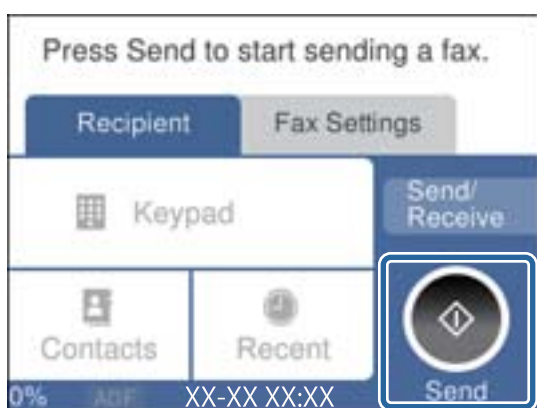 Press Send to start sending a fax.
Recipient Fax Settings
Keypad
Send/
Receive
Contacts Recent
0% ADF XX-XX XX:XX Send